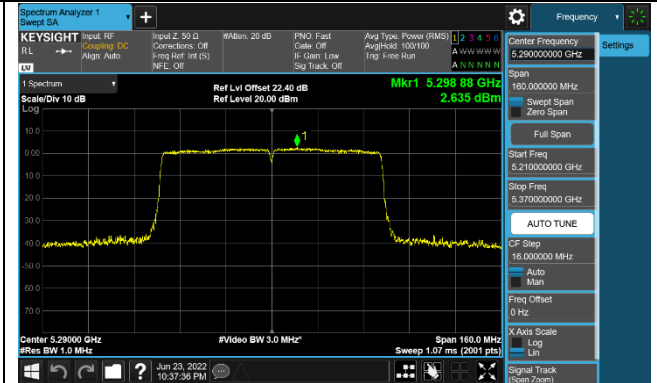 Spectrum Analyzer 1
Swept SA
Frequency
KEYSIGHT
RL
LXI
Input: RF
Coupling: DC
Align: Auto
Input Z: 50 Ω
Corrections: Off
Freq Ref: Int (S)
NFE: Off
#Atten: 20 dB
PNO: Fast
Gate: Off
IF Gain: Low
Sig Track: Off
Avg Type: Power (RMS)
Avg|Hold: 100/100
Trig: Free Run
1 2 3 4 5 6
A W W W W W
A N N N N N
1 Spectrum
Scale/Div 10 dB
Log
Ref Lvl Offset 22.40 dB
Ref Level 20.00 dBm
Mkr1 5.298 88 GHz
2.635 dBm
1
10.0
0.00
-10.0
-20.0
-30.0
-40.0
-50.0
-60.0
-70.0
Center 5.29000 GHz
#Res BW 1.0 MHz
#Video BW 3.0 MHz*
Span 160.0 MHz
Sweep 1.07 ms (2001 pts)
Center Frequency
5.290000000 GHz
Settings
Span
160.000000 MHz
Swept Span
Zero Span
Full Span
Start Freq
5.210000000 GHz
Stop Freq
5.370000000 GHz
AUTO TUNE
CF Step
16.000000 MHz
Auto
Man
Freq Offset
0 Hz
X Axis Scale
Log
Lin
Signal Track
(Span Zoom)
Jun 23, 2022
10:37:36 PM